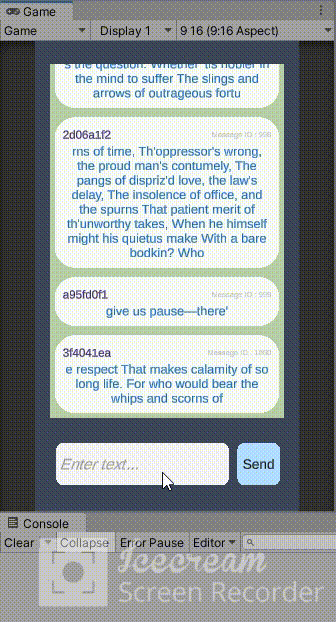 Game
Game Display 1 9 16 (9:16 Aspect)
s the question: Whether 'tis nobler in
the mind to suffer The slings and
arrows of outrageous fortu
2d06a1f2 Message ID : 998
rns of time, Th'oppressor's wrong,
the proud man's contumely, The
pangs of dispriz'd love, the law's
delay, The insolence of office, and
the spurns That patient merit of
th'unworthy takes, When he himself
might his quietus make With a bare
bodkin? Who
a95fd0f1 Message ID : 999
give us pause—there'
3f4041ea Message ID : 1000
e respect That makes calamity of so
long life. For who would bear the
whips and scorns of
Enter text... Send
Console
Clear Collapse Error Pause Editor
Icecream
Screen Recorder